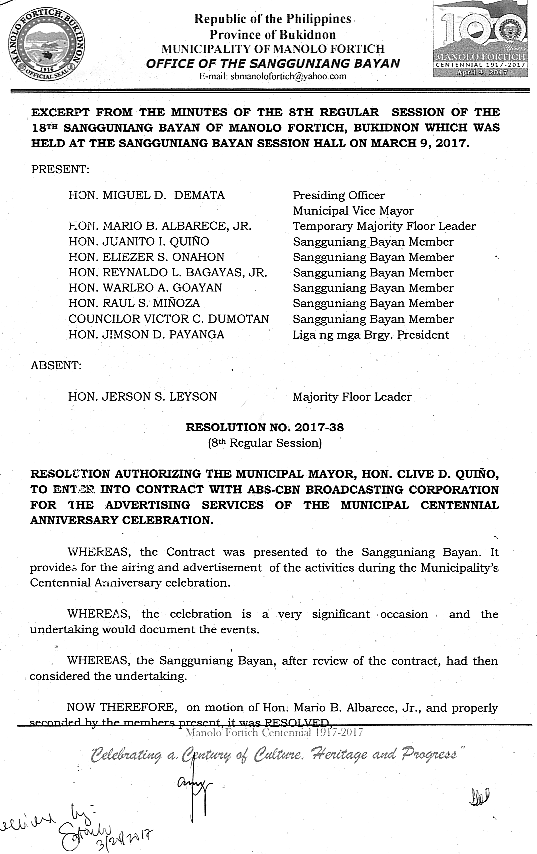 MANOLO FORTICH, BUKIDNON
OFFICIAL SEAL
Republic of the Philippines
Province of Bukidnon
MUNICIPALITY OF MANOLO FORTICH
OFFICE OF THE SANGGUNIANG BAYAN
E-mail: sbmanolofortich@yahoo.com
100
MANOLO FORTICH
CENTENNIAL 1917-2017
April 4, 2017
EXCERPT FROM THE MINUTES OF THE 8TH REGULAR SESSION OF THE
18TH SANGGUNIANG BAYAN OF MANOLO FORTICH, BUKIDNON WHICH WAS
HELD AT THE SANGGUNIANG BAYAN SESSION HALL ON MARCH 9, 2017.
PRESENT:
HON. MIGUEL D. DEMATA Presiding Officer
Municipal Vice Mayor
HON. MARIO B. ALBARECE, JR. Temporary Majority Floor Leader
HON. JUANITO I. QUIÑO Sangguniang Bayan Member
HON. ELIEZER S. ONAHON Sangguniang Bayan Member
HON. REYNALDO L. BAGAYAS, JR. Sangguniang Bayan Member
HON. WARLEO A. GOAYAN Sangguniang Bayan Member
HON. RAUL S. MIÑOZA Sangguniang Bayan Member
COUNCILOR VICTOR C. DUMOTAN Sangguniang Bayan Member
HON. JIMSON D. PAYANGA Liga ng mga Brgy. President
ABSENT:
HON. JERSON S. LEYSON Majority Floor Leader
RESOLUTION NO. 2017-38
(8th Regular Session)
RESOLUTION AUTHORIZING THE MUNICIPAL MAYOR, HON. CLIVE D. QUIÑO,
TO ENTER INTO CONTRACT WITH ABS-CBN BROADCASTING CORPORATION
FOR THE ADVERTISING SERVICES OF THE MUNICIPAL CENTENNIAL
ANNIVERSARY CELEBRATION.
WHEREAS, the Contract was presented to the Sangguniang Bayan. It
provides for the airing and advertisement of the activities during the Municipality's
Centennial Anniversary celebration.
WHEREAS, the celebration is a very significant occasion and the
undertaking would document the events.
WHEREAS, the Sangguniang Bayan, after review of the contract, had then
considered the undertaking.
NOW THEREFORE, on motion of Hon. Mario B. Albarece, Jr., and properly
seconded by the members present, it was RESOLVED,
Manolo Fortich Centennial 1917-2017
"Celebrating a Century of Culture, Heritage and Progress"
by: